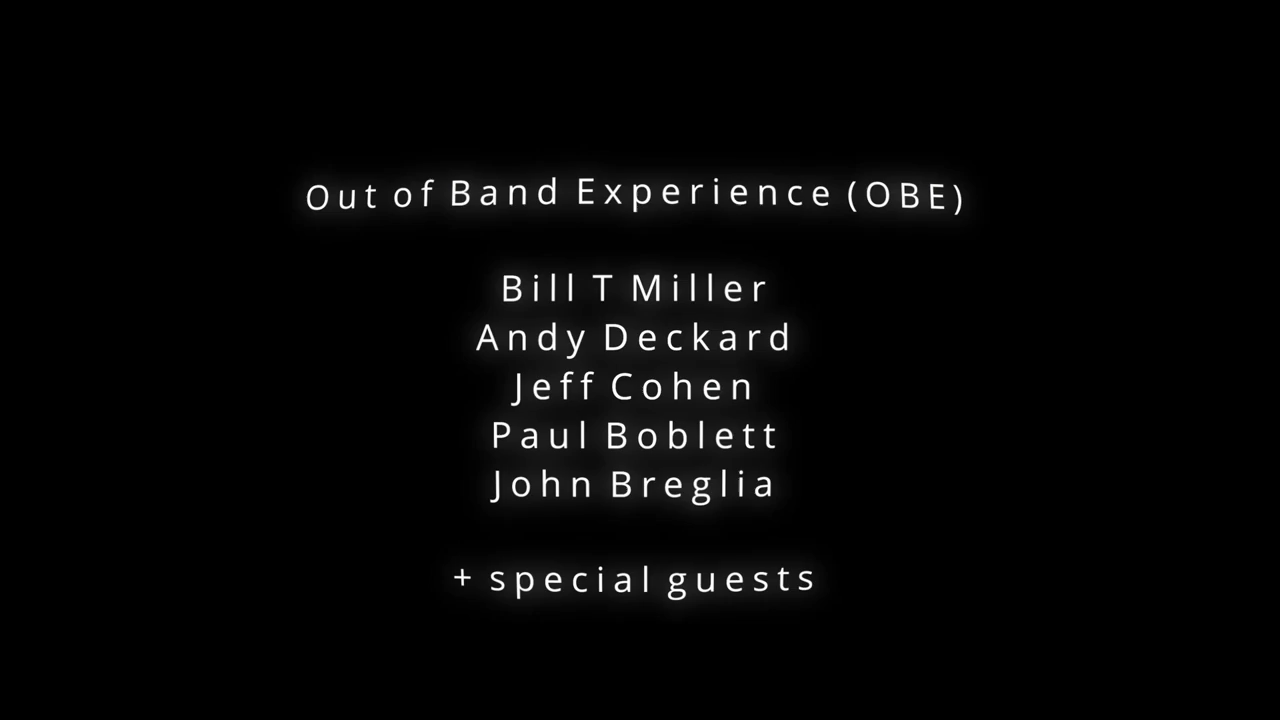 Out of Band Experience (OBE)
Bill T Miller
Andy Deckard
Jeff Cohen
Paul Boblett
John Breglia
+ special guests